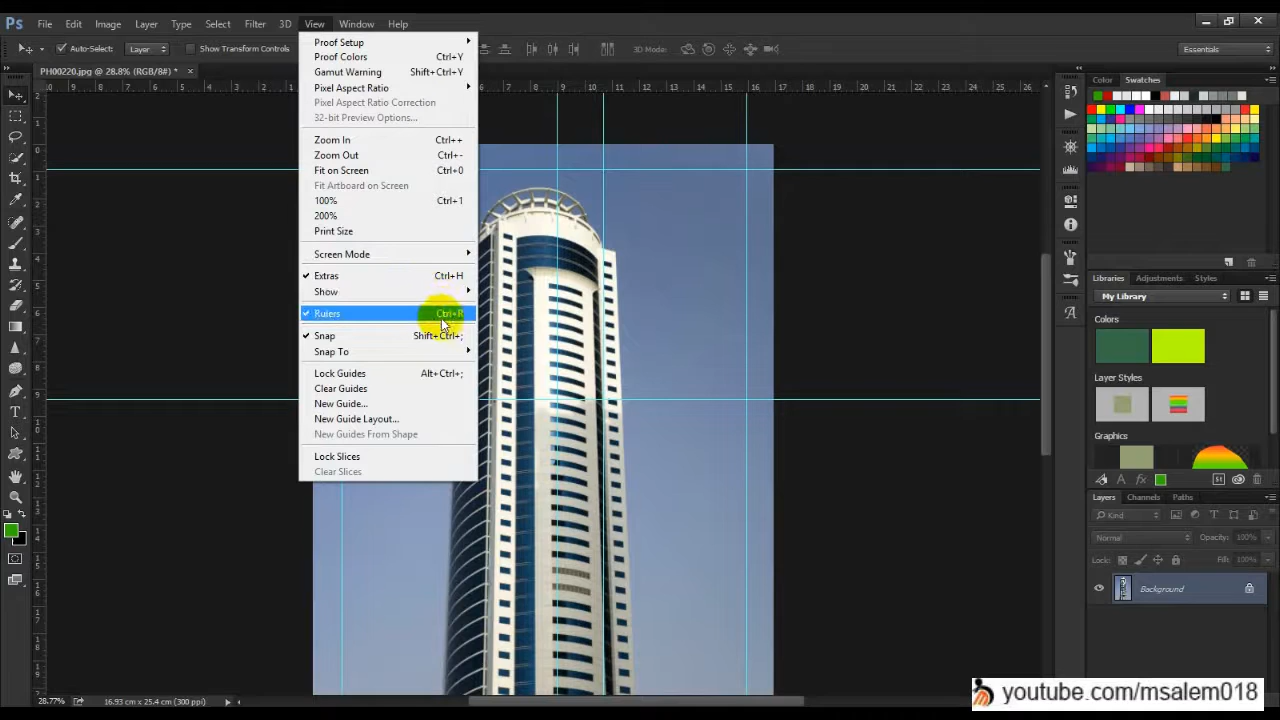 Ps File Edit Image Layer Type Select Filter 3D View Window Help
Auto-Select: Layer Show Transform Controls 3D Mode: Essentials
PH00220.jpg @ 28.8% (RGB/8#) * ×
Proof Setup
Proof Colors Ctrl+Y
Gamut Warning Shift+Ctrl+Y
Pixel Aspect Ratio
Pixel Aspect Ratio Correction
32-bit Preview Options...
Zoom In Ctrl++
Zoom Out Ctrl+-
Fit on Screen Ctrl+0
Fit Artboard on Screen
100% Ctrl+1
200%
Print Size
Screen Mode
Extras Ctrl+H
Show
Rulers Ctrl+R
Snap Shift+Ctrl+;
Snap To
Lock Guides Alt+Ctrl+;
Clear Guides
New Guide...
New Guide Layout...
New Guides From Shape
Lock Slices
Clear Slices
Color Swatches
Libraries Adjustments Styles
My Library
Colors
Layer Styles
Graphics
Layers Channels Paths
Kind
Normal Opacity: 100%
Lock: Fill: 100%
Background
28.77% 16.93 cm x 25.4 cm (300 ppi)
youtube.com/msalem018